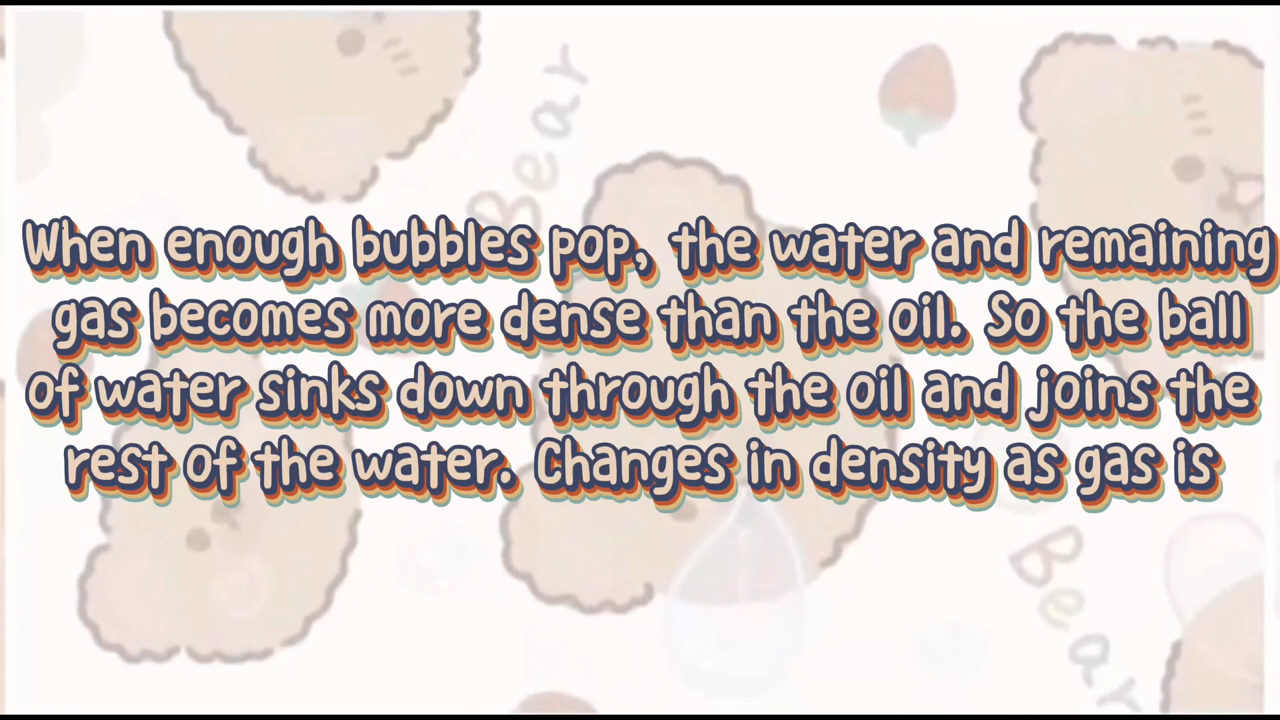 Bear
When enough bubbles pop, the water and remaining
gas becomes more dense than the oil. So the ball
of water sinks down through the oil and joins the
rest of the water. Changes in density as gas is
Bear